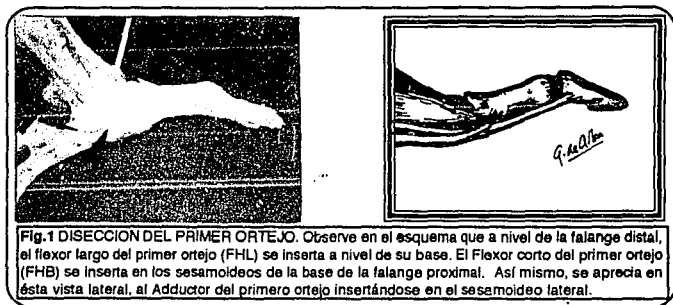 Fig.1 DISECCION DEL PRIMER ORTEJO. Observe en el esquema que a nivel de la falange distal,
el flexor largo del primer ortejo (FHL) se inserta a nivel de su base. El Flexor corto del primer ortejo
(FHB) se inserta en los sesamoideos de la base de la falange proximal. Así mismo, se aprecia en
ésta vista lateral, al Adductor del primero ortejo insertándose en el sesamoideo lateral.